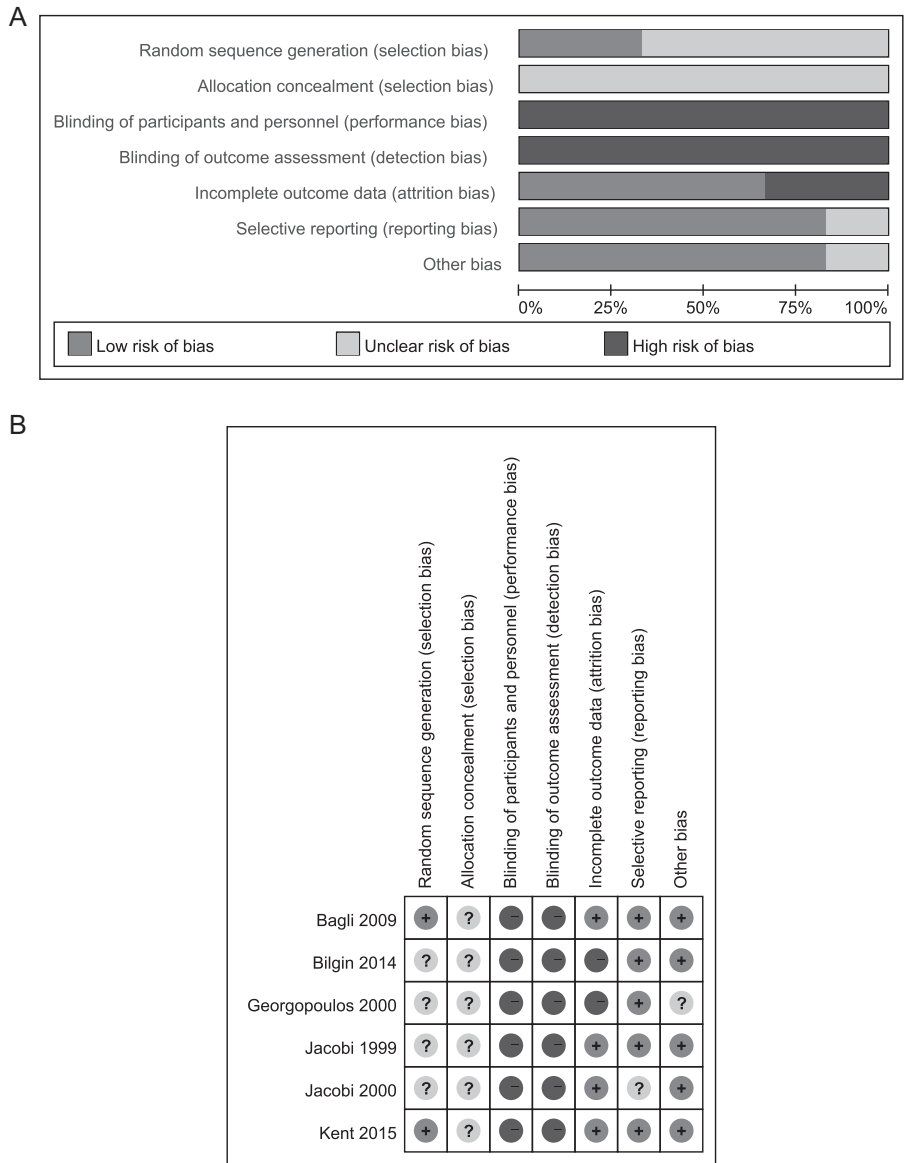 A
Random sequence generation (selection bias)
Allocation concealment (selection bias)
Blinding of participants and personnel (performance bias)
Blinding of outcome assessment (detection bias)
Incomplete outcome data (attrition bias)
Selective reporting (reporting bias)
Other bias
0% 25% 50% 75% 100%
Low risk of bias Unclear risk of bias High risk of bias
B
Random sequence generation (selection bias)
Allocation concealment (selection bias)
Blinding of participants and personnel (performance bias)
Blinding of outcome assessment (detection bias)
Incomplete outcome data (attrition bias)
Selective reporting (reporting bias)
Other bias
Bagli 2009 + ? − − + + +
Bilgin 2014 ? ? − − − + +
Georgopoulos 2000 ? ? − − − + ?
Jacobi 1999 ? ? − − + + +
Jacobi 2000 ? ? − − + ? +
Kent 2015 + ? − − + + +